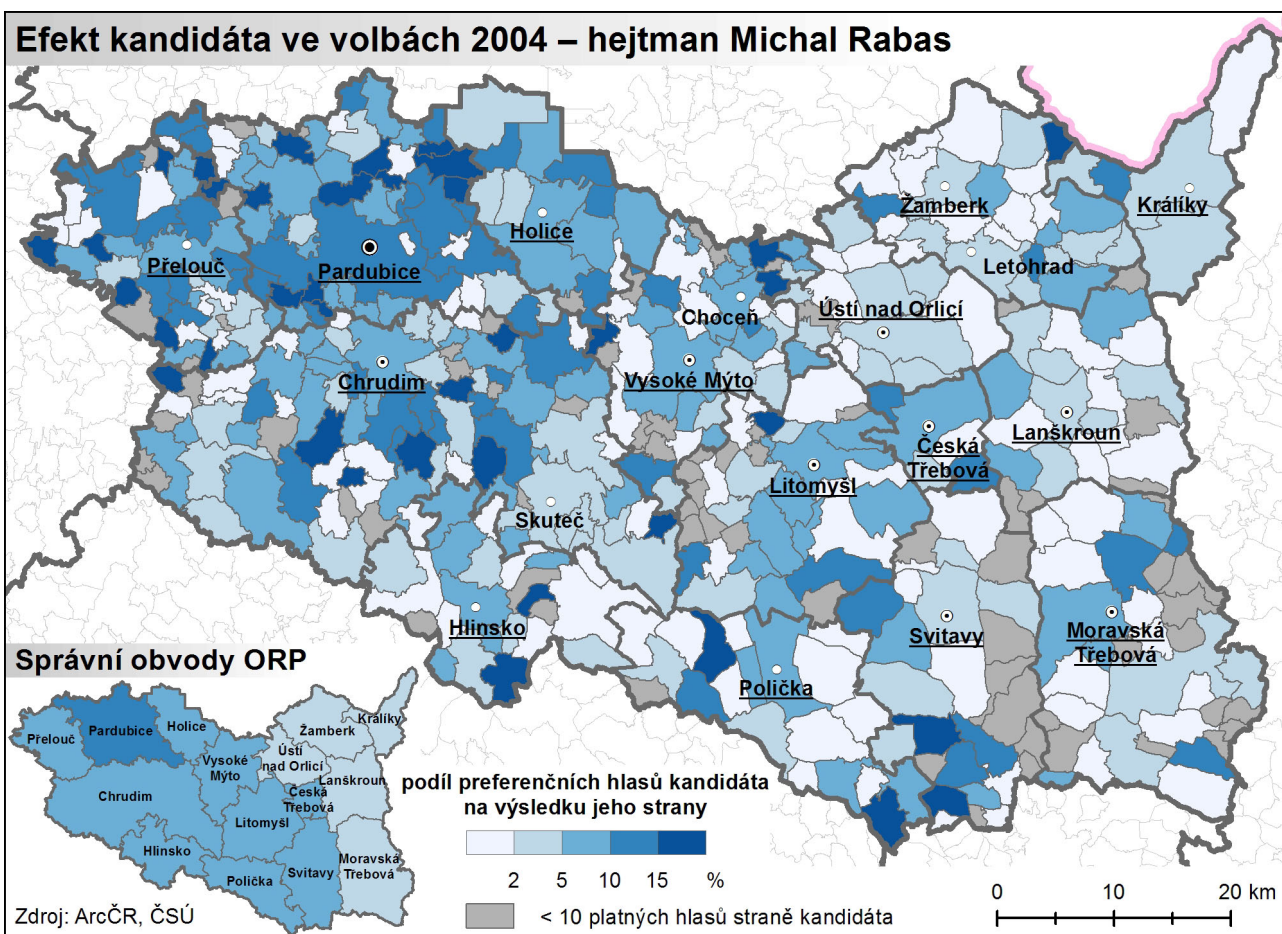 Efekt kandidáta ve volbách 2004 – hejtman Michal Rabas
Žamberk
Králíky
Holice
Přelouč
Pardubice
Letohrad
Choceň
Ústí nad Orlicí
Chrudim
Vysoké Mýto
Lanškroun
Česká
Třebová
Litomyšl
Skuteč
Hlinsko
Svitavy
Moravská
Třebová
Polička
Správní obvody ORP
Přelouč
Pardubice
Holice
Žamberk
Králíky
Vysoké
Mýto
Ústí
nad Orlicí
Lanškroun
Chrudim
Česká
Třebová
Litomyšl
Hlinsko
Polička
Svitavy
Moravská
Třebová
podíl preferenčních hlasů kandidáta
na výsledku jeho strany
2 5 10 15 %
< 10 platných hlasů straně kandidáta
0 10 20 km
Zdroj: ArcČR, ČSÚ